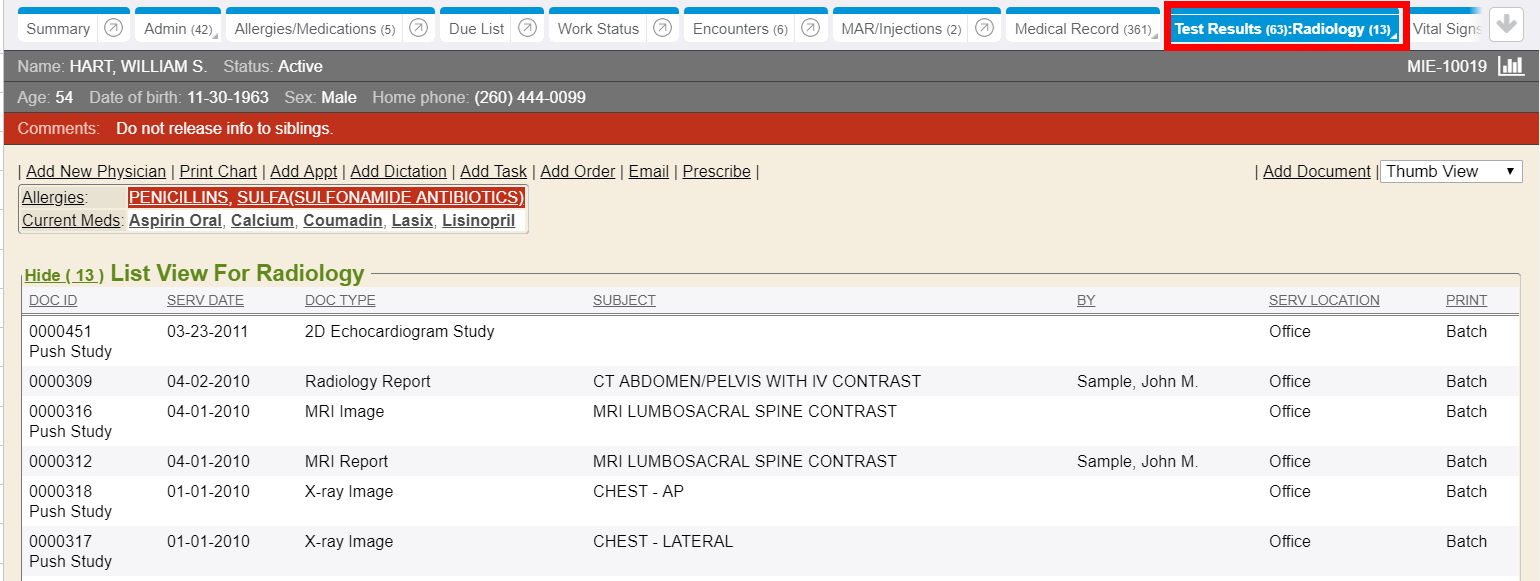 Summary Admin (42) Allergies/Medications (5) Due List Work Status Encounters (6) MAR/Injections (2) Medical Record (361) Test Results (63):Radiology (13) Vital Signs
Name: HART, WILLIAM S. Status: Active MIE-10019
Age: 54 Date of birth: 11-30-1963 Sex: Male Home phone: (260) 444-0099
Comments: Do not release info to siblings.
| Add New Physician | Print Chart | Add Appt | Add Dictation | Add Task | Add Order | Email | Prescribe | | Add Document | Thumb View
Allergies: PENICILLINS, SULFA(SULFONAMIDE ANTIBIOTICS)
Current Meds: Aspirin Oral, Calcium, Coumadin, Lasix, Lisinopril
Hide ( 13 ) List View For Radiology
DOC ID SERV DATE DOC TYPE SUBJECT BY SERV LOCATION PRINT
0000451 03-23-2011 2D Echocardiogram Study Office Batch
Push Study
0000309 04-02-2010 Radiology Report CT ABDOMEN/PELVIS WITH IV CONTRAST Sample, John M. Office Batch
0000316 04-01-2010 MRI Image MRI LUMBOSACRAL SPINE CONTRAST Office Batch
Push Study
0000312 04-01-2010 MRI Report MRI LUMBOSACRAL SPINE CONTRAST Sample, John M. Office Batch
0000318 01-01-2010 X-ray Image CHEST - AP Office Batch
Push Study
0000317 01-01-2010 X-ray Image CHEST - LATERAL Office Batch
Push Study